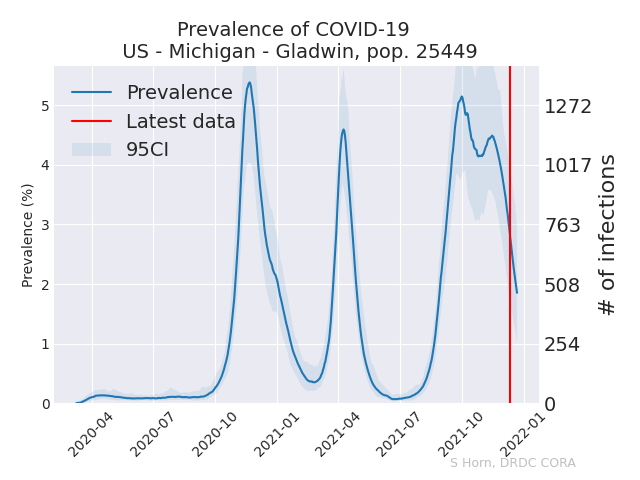 Prevalence of COVID-19
US - Michigan - Gladwin, pop. 25449
Prevalence
Latest data
95CI
Prevalence (%)
5
4
3
2
1
0
1272
1017
763
508
254
0
# of infections
2020-04
2020-07
2020-10
2021-01
2021-04
2021-07
2021-10
2022-01
S Horn, DRDC CORA